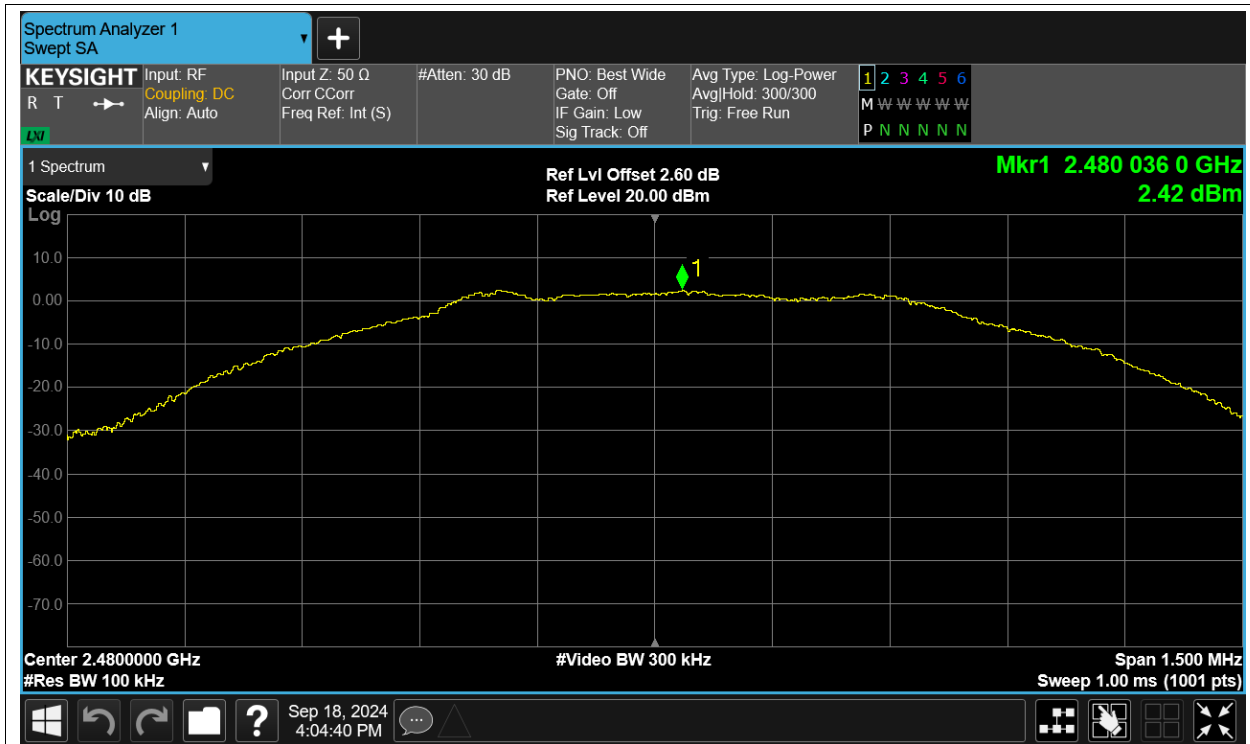 Spectrum Analyzer 1
Swept SA
+
KEYSIGHT
R T
LXI
Input: RF
Coupling: DC
Align: Auto
Input Z: 50 Ω
Corr CCorr
Freq Ref: Int (S)
#Atten: 30 dB
PNO: Best Wide
Gate: Off
IF Gain: Low
Sig Track: Off
Avg Type: Log-Power
Avg|Hold: 300/300
Trig: Free Run
1 2 3 4 5 6
M W W W W W
P N N N N N
1 Spectrum
Scale/Div 10 dB
Log
Ref Lvl Offset 2.60 dB
Ref Level 20.00 dBm
Mkr1 2.480 036 0 GHz
2.42 dBm
10.0
0.00
-10.0
-20.0
-30.0
-40.0
-50.0
-60.0
-70.0
1
Center 2.4800000 GHz
#Res BW 100 kHz
#Video BW 300 kHz
Span 1.500 MHz
Sweep 1.00 ms (1001 pts)
?
Sep 18, 2024
4:04:40 PM